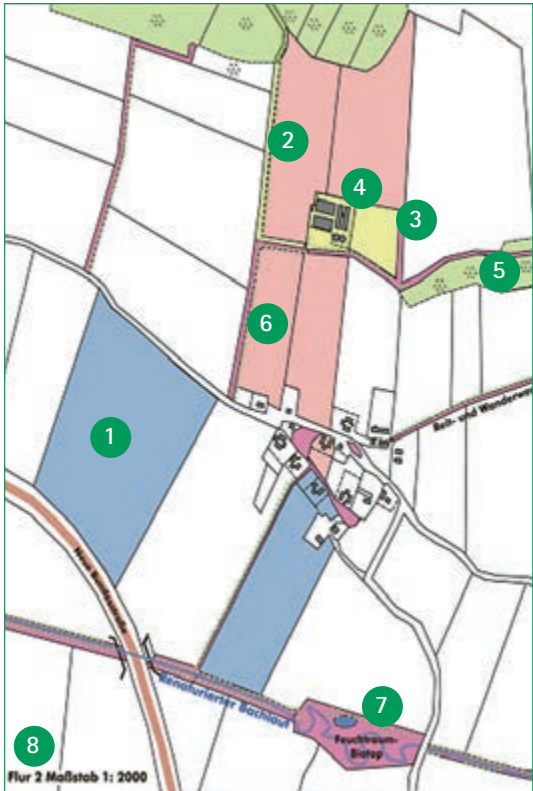 2
4
3
5
6
Reit- und Wanderwe
1
Neue Bundesstraße
Renaturierter Bachlauf
7
Feuchtraum-
Biotop
8
Flur 2 Maßstab 1: 2000